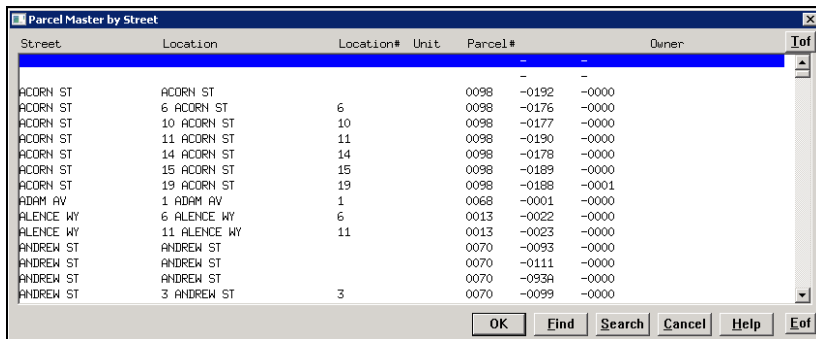 Parcel Master by Street
Street Location Location# Unit Parcel# Owner Tof
- -
- -
ACORN ST ACORN ST 0098 -0192 -0000
ACORN ST 6 ACORN ST 6 0098 -0176 -0000
ACORN ST 10 ACORN ST 10 0098 -0177 -0000
ACORN ST 11 ACORN ST 11 0098 -0190 -0000
ACORN ST 14 ACORN ST 14 0098 -0178 -0000
ACORN ST 15 ACORN ST 15 0098 -0189 -0000
ACORN ST 19 ACORN ST 19 0098 -0188 -0001
ADAM AV 1 ADAM AV 1 0068 -0001 -0000
ALENCE WY 6 ALENCE WY 6 0013 -0022 -0000
ALENCE WY 11 ALENCE WY 11 0013 -0023 -0000
ANDREW ST ANDREW ST 0070 -0093 -0000
ANDREW ST ANDREW ST 0070 -0111 -0000
ANDREW ST ANDREW ST 0070 -093A -0000
ANDREW ST 3 ANDREW ST 3 0070 -0099 -0000
OK Find Search Cancel Help Eof